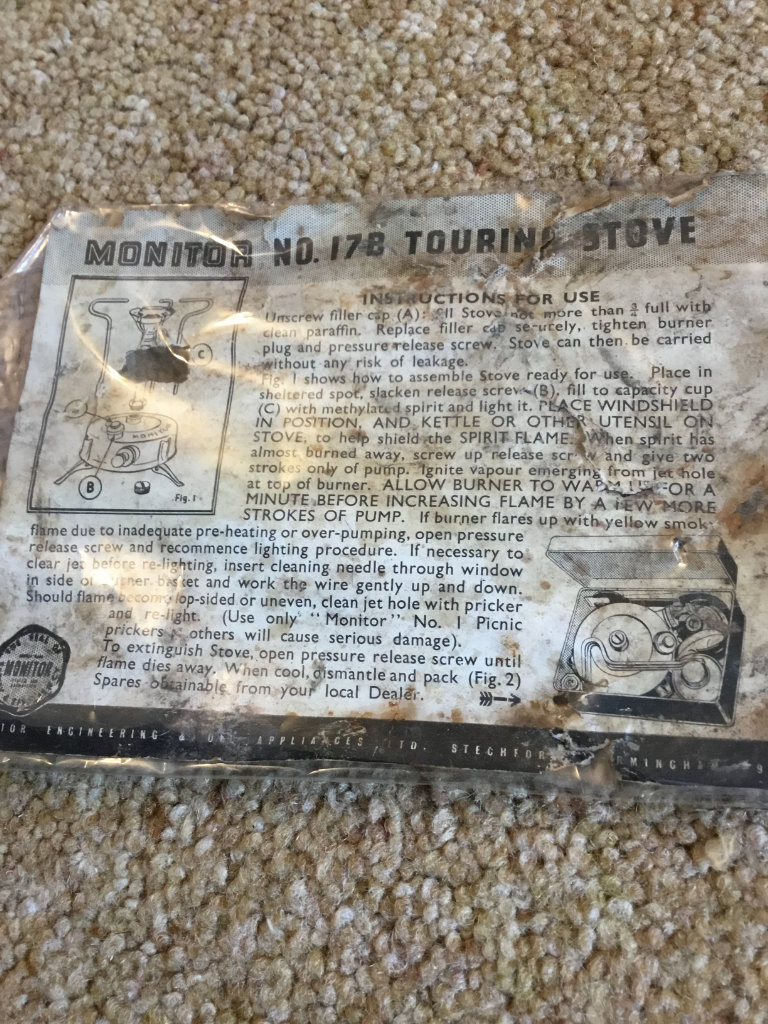 MONITOR NO. 17B TOURING STOVE
INSTRUCTIONS FOR USE
Unscrew filler cap (A): Fill Stove not more than ¾ full with
clean paraffin. Replace filler cap securely, tighten burner
plug and pressure release screw. Stove can then be carried
without any risk of leakage.
Fig. 1 shows how to assemble Stove ready for use. Place in
sheltered spot, slacken release screw (B), fill to capacity cup
(C) with methylated spirit and light it. PLACE WINDSHIELD
IN POSITION, AND KETTLE OR OTHER UTENSIL ON
STOVE, to help shield the SPIRIT FLAME. When spirit has
almost burned away, screw up release screw and give two
strokes only of pump. Ignite vapour emerging from jet hole
at top of burner. ALLOW BURNER TO WARM UP FOR A
MINUTE BEFORE INCREASING FLAME BY A FEW MORE
STROKES OF PUMP. If burner flares up with yellow smok
flame due to inadequate pre-heating or over-pumping, open pressure
release screw and recommence lighting procedure. If necessary to
clear jet before re-lighting, insert cleaning needle through window
in side of burner basket and work the wire gently up and down.
Should flame become lop-sided or uneven, clean jet hole with pricker
and re-light. (Use only "Monitor" No. 1 Picnic
prickers others will cause serious damage).
To extinguish Stove, open pressure release screw until
flame dies away. When cool, dismantle and pack (Fig. 2)
Spares obtainable from your local Dealer.
C
MONITOR
B
Fig. 1
MONITOR
TOR ENGINEERING & OIL APPLIANCES LTD. STECHFOR RMINGHAM 9